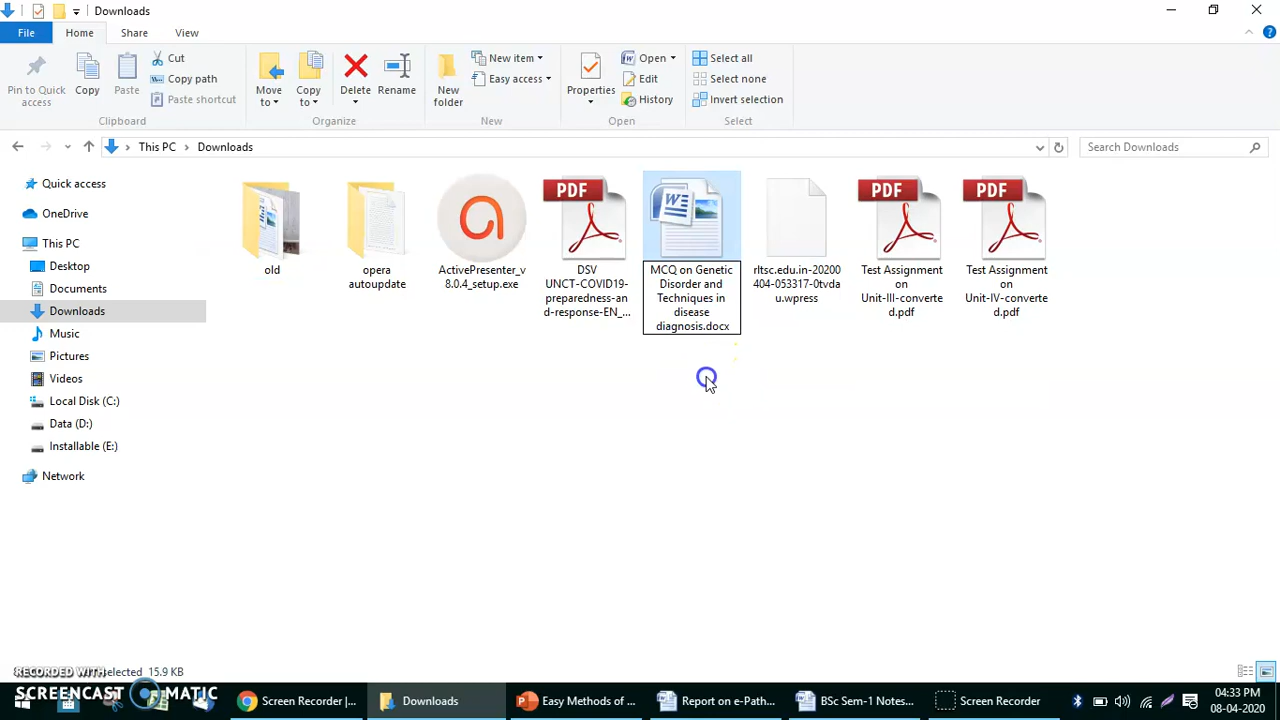 Downloads
File Home Share View
Pin to Quick access
Copy
Paste
Cut
Copy path
Paste shortcut
Clipboard
Move to
Copy to
Delete
Rename
Organize
New folder
New item
Easy access
New
Properties
Open
Edit
History
Open
Select all
Select none
Invert selection
Select
This PC > Downloads
Search Downloads
Quick access
OneDrive
This PC
Desktop
Documents
Downloads
Music
Pictures
Videos
Local Disk (C:)
Data (D:)
Installable (E:)
Network
old
opera
autoupdate
ActivePresenter_v
8.0.4_setup.exe
PDF
DSV
UNCT-COVID19-
preparedness-an
d-response-EN_...
W
MCQ on Genetic
Disorder and
Techniques in
disease
diagnosis.docx
rltsc.edu.in-20200
404-053317-0tvda
u.wpress
PDF
Test Assignment
on
Unit-III-converte
d.pdf
PDF
Test Assignment
on
Unit-IV-converte
d.pdf
selected 15.9 KB
RECORDED WITH
SCREENCAST MATIC
Screen Recorder |...
Downloads
Easy Methods of ...
Report on e-Path...
BSc Sem-1 Notes...
Screen Recorder
04:33 PM
08-04-2020